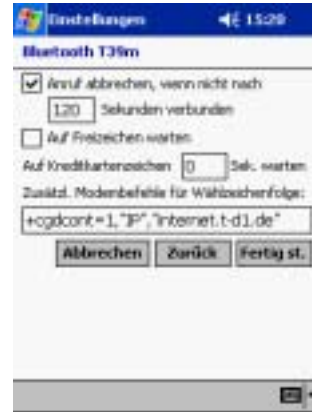 Einstellungen 15:20
Bluetooth T39m
Anruf abbrechen, wenn nicht nach
120 Sekunden verbunden
Auf Freizeichen warten
Auf Kreditkartenzeichen 0 Sek. warten
Zusätzl. Modembefehle für Wählzeichenfolge:
+cgdcont=1,"IP","internet.t-d1.de"
Abbrechen Zurück Fertig st.